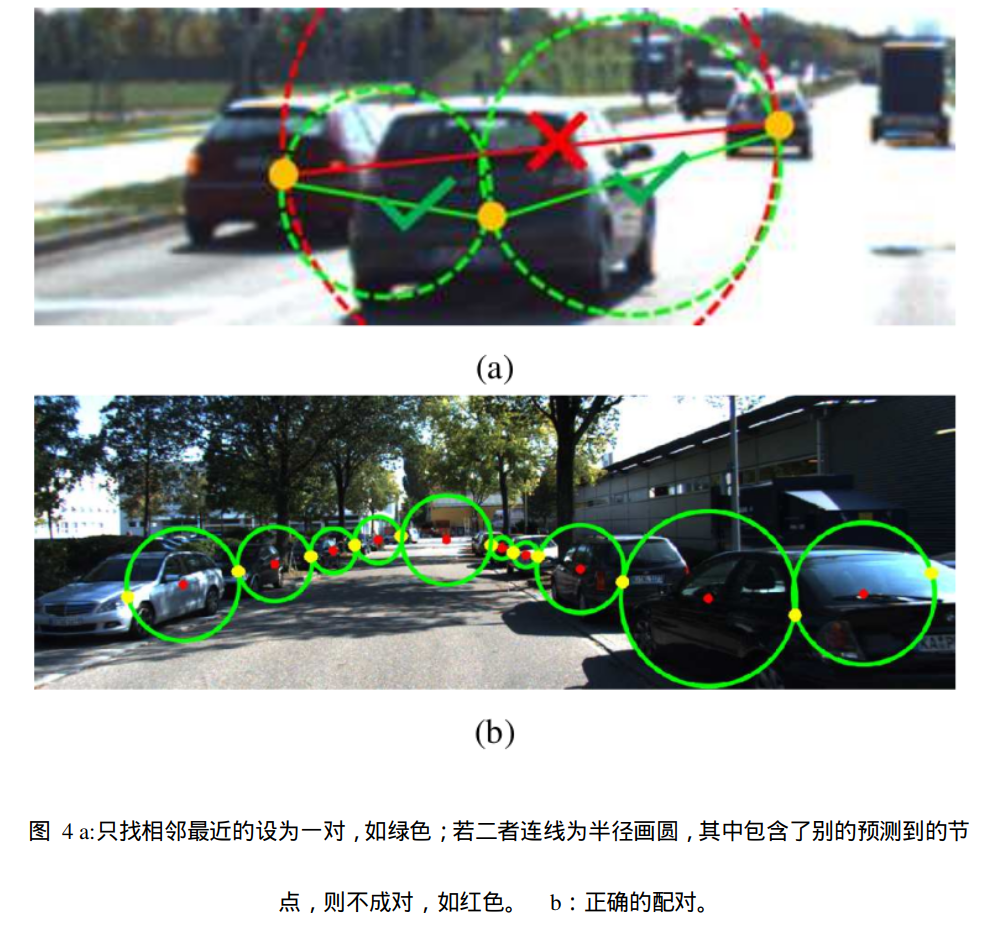 (a)
(b)
图 4 a:只找相邻最近的设为一对，如绿色；若二者连线为半径画圆，其中包含了别的预测到的节
点，则不成对，如红色。 b：正确的配对。